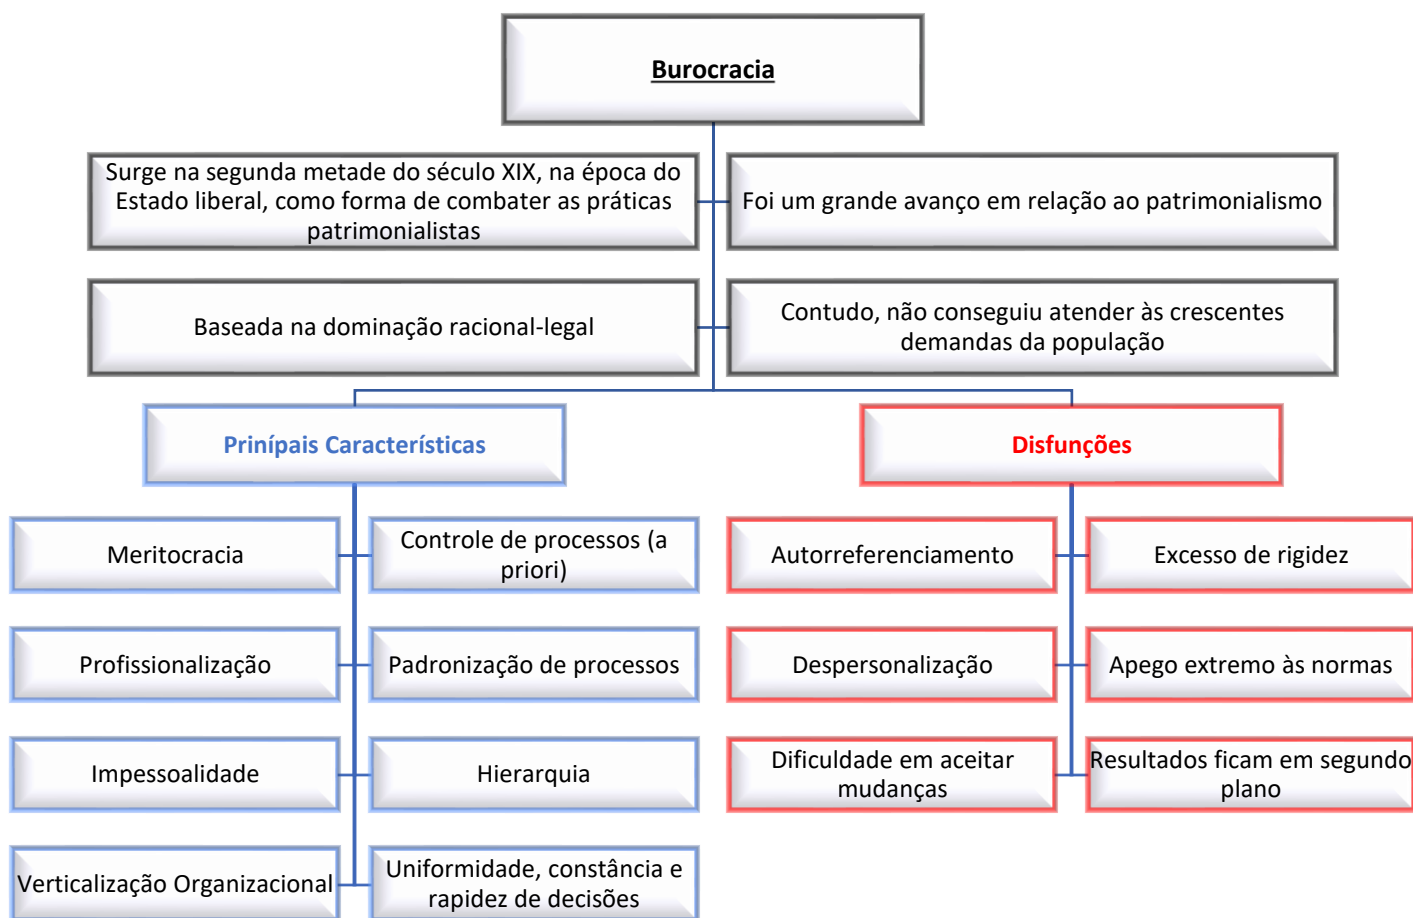 Burocracia
Surge na segunda metade do século XIX, na época do
Estado liberal, como forma de combater as práticas
patrimonialistas
Foi um grande avanço em relação ao patrimonialismo
Baseada na dominação racional-legal
Contudo, não conseguiu atender às crescentes
demandas da população
Prinípais Características
Meritocracia
Controle de processos (a
priori)
Profissionalização
Padronização de processos
Impessoalidade
Hierarquia
Verticalização Organizacional
Uniformidade, constância e
rapidez de decisões
Disfunções
Autorreferenciamento
Excesso de rigidez
Despersonalização
Apego extremo às normas
Dificuldade em aceitar
mudanças
Resultados ficam em segundo
plano